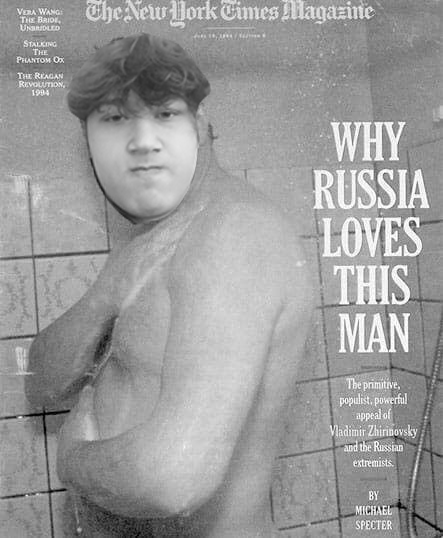 The New York Times Magazine
VERA WANG:
THE BRIDE,
UNBRIDLED
STALKING
THE
PHANTOM OX
THE REAGAN
REVOLUTION,
1994
WHY
RUSSIA
LOVES
THIS
MAN
The primitive,
populist, powerful
appeal of
Vladimir Zhirinovsky
and the Russian
extremists.
BY
MICHAEL
SPECTER